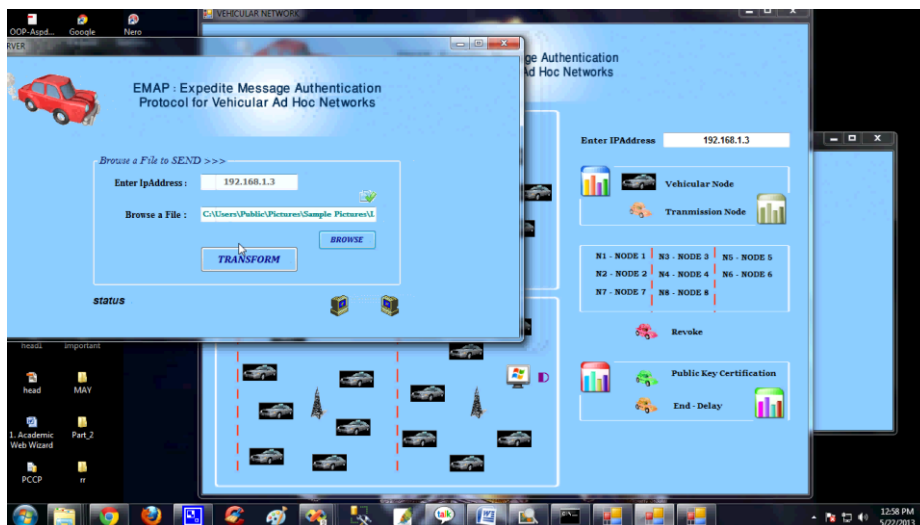 OOP-Aspd...
Google
Nero
VEHICULAR NETWORK
RVER
ge Authentication
Ad Hoc Networks
EMAP : Expedite Message Authentication
Protocol for Vehicular Ad Hoc Networks
Browse a File to SEND >>>
Enter IpAddress :
192.168.1.3
Browse a File :
C:\Users\Public\Pictures\Sample Pictures\L
BROWSE
TRANSFORM
status
Enter IPAddress
192.168.1.3
Vehicular Node
Tranmission Node
N1 - NODE 1
N3 - NODE 3
N5 - NODE 5
N2 - NODE 2
N4 - NODE 4
N6 - NODE 6
N7 - NODE 7
N8 - NODE 8
Revoke
Public Key Certification
End - Delay
D
head1
important
head
MAY
1. Academic
Web Wizard
Part_2
PCCP
rr
talk
12:58 PM
5/22/2013